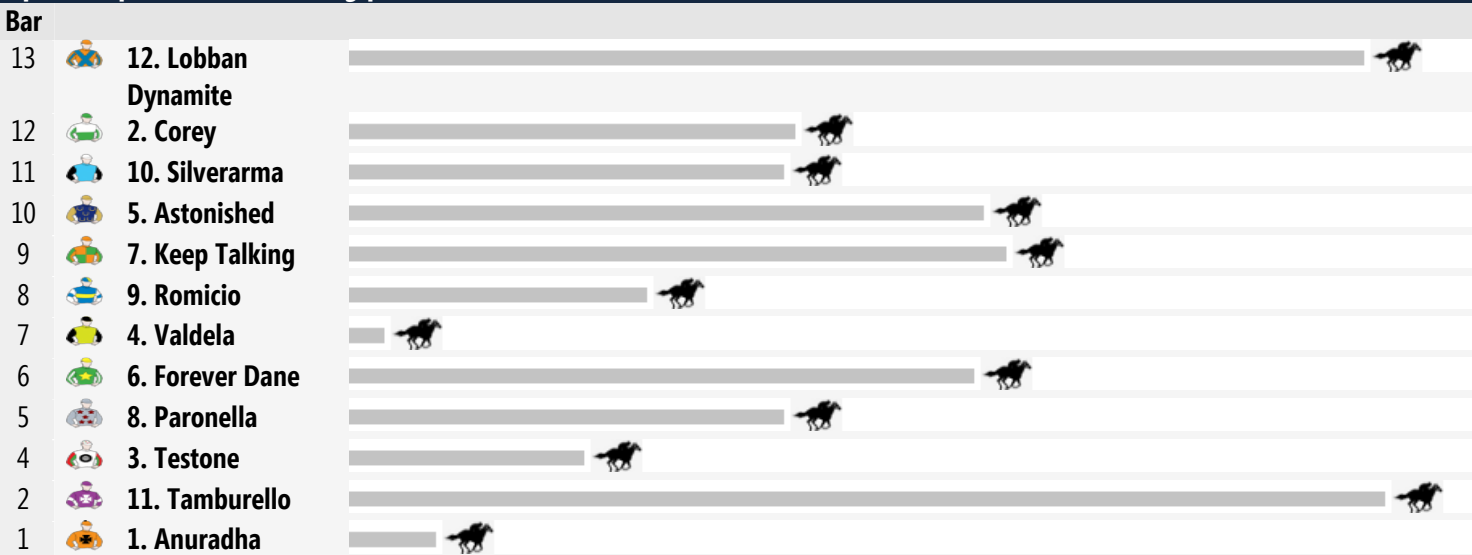 Bar
13 12. Lobban
Dynamite
12 2. Corey
11 10. Silverarma
10 5. Astonished
9 7. Keep Talking
8 9. Romicio
7 4. Valdela
6 6. Forever Dane
5 8. Paronella
4 3. Testone
2 11. Tamburello
1 1. Anuradha